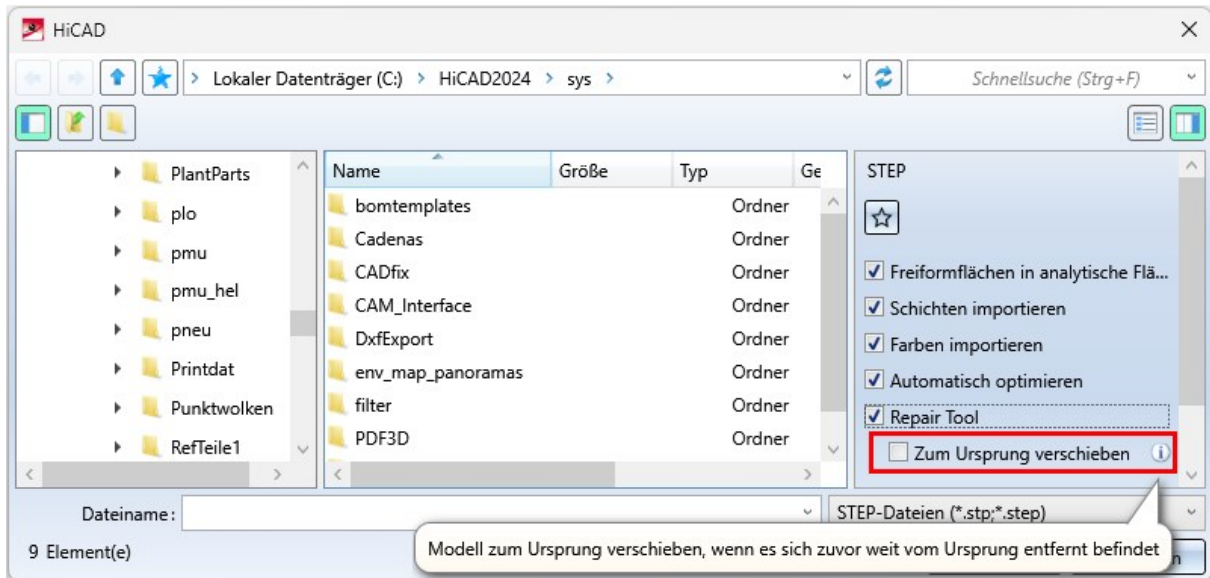 HiCAD
> Lokaler Datenträger (C:) > HiCAD2024 > sys >
Schnellsuche (Strg+F)
PlantParts
plo
pmu
pmu_hel
pneu
Printdat
Punktwolken
RefTeile1
Name Größe Typ Ge
bomtemplates Ordner
Cadenas Ordner
CADfix Ordner
CAM_Interface Ordner
DxfExport Ordner
env_map_panoramas Ordner
filter Ordner
PDF3D Ordner
STEP
Freiformflächen in analytische Flä...
Schichten importieren
Farben importieren
Automatisch optimieren
Repair Tool
Zum Ursprung verschieben
Dateiname:
STEP-Dateien (*.stp;*.step)
9 Element(e)
Modell zum Ursprung verschieben, wenn es sich zuvor weit vom Ursprung entfernt befindet